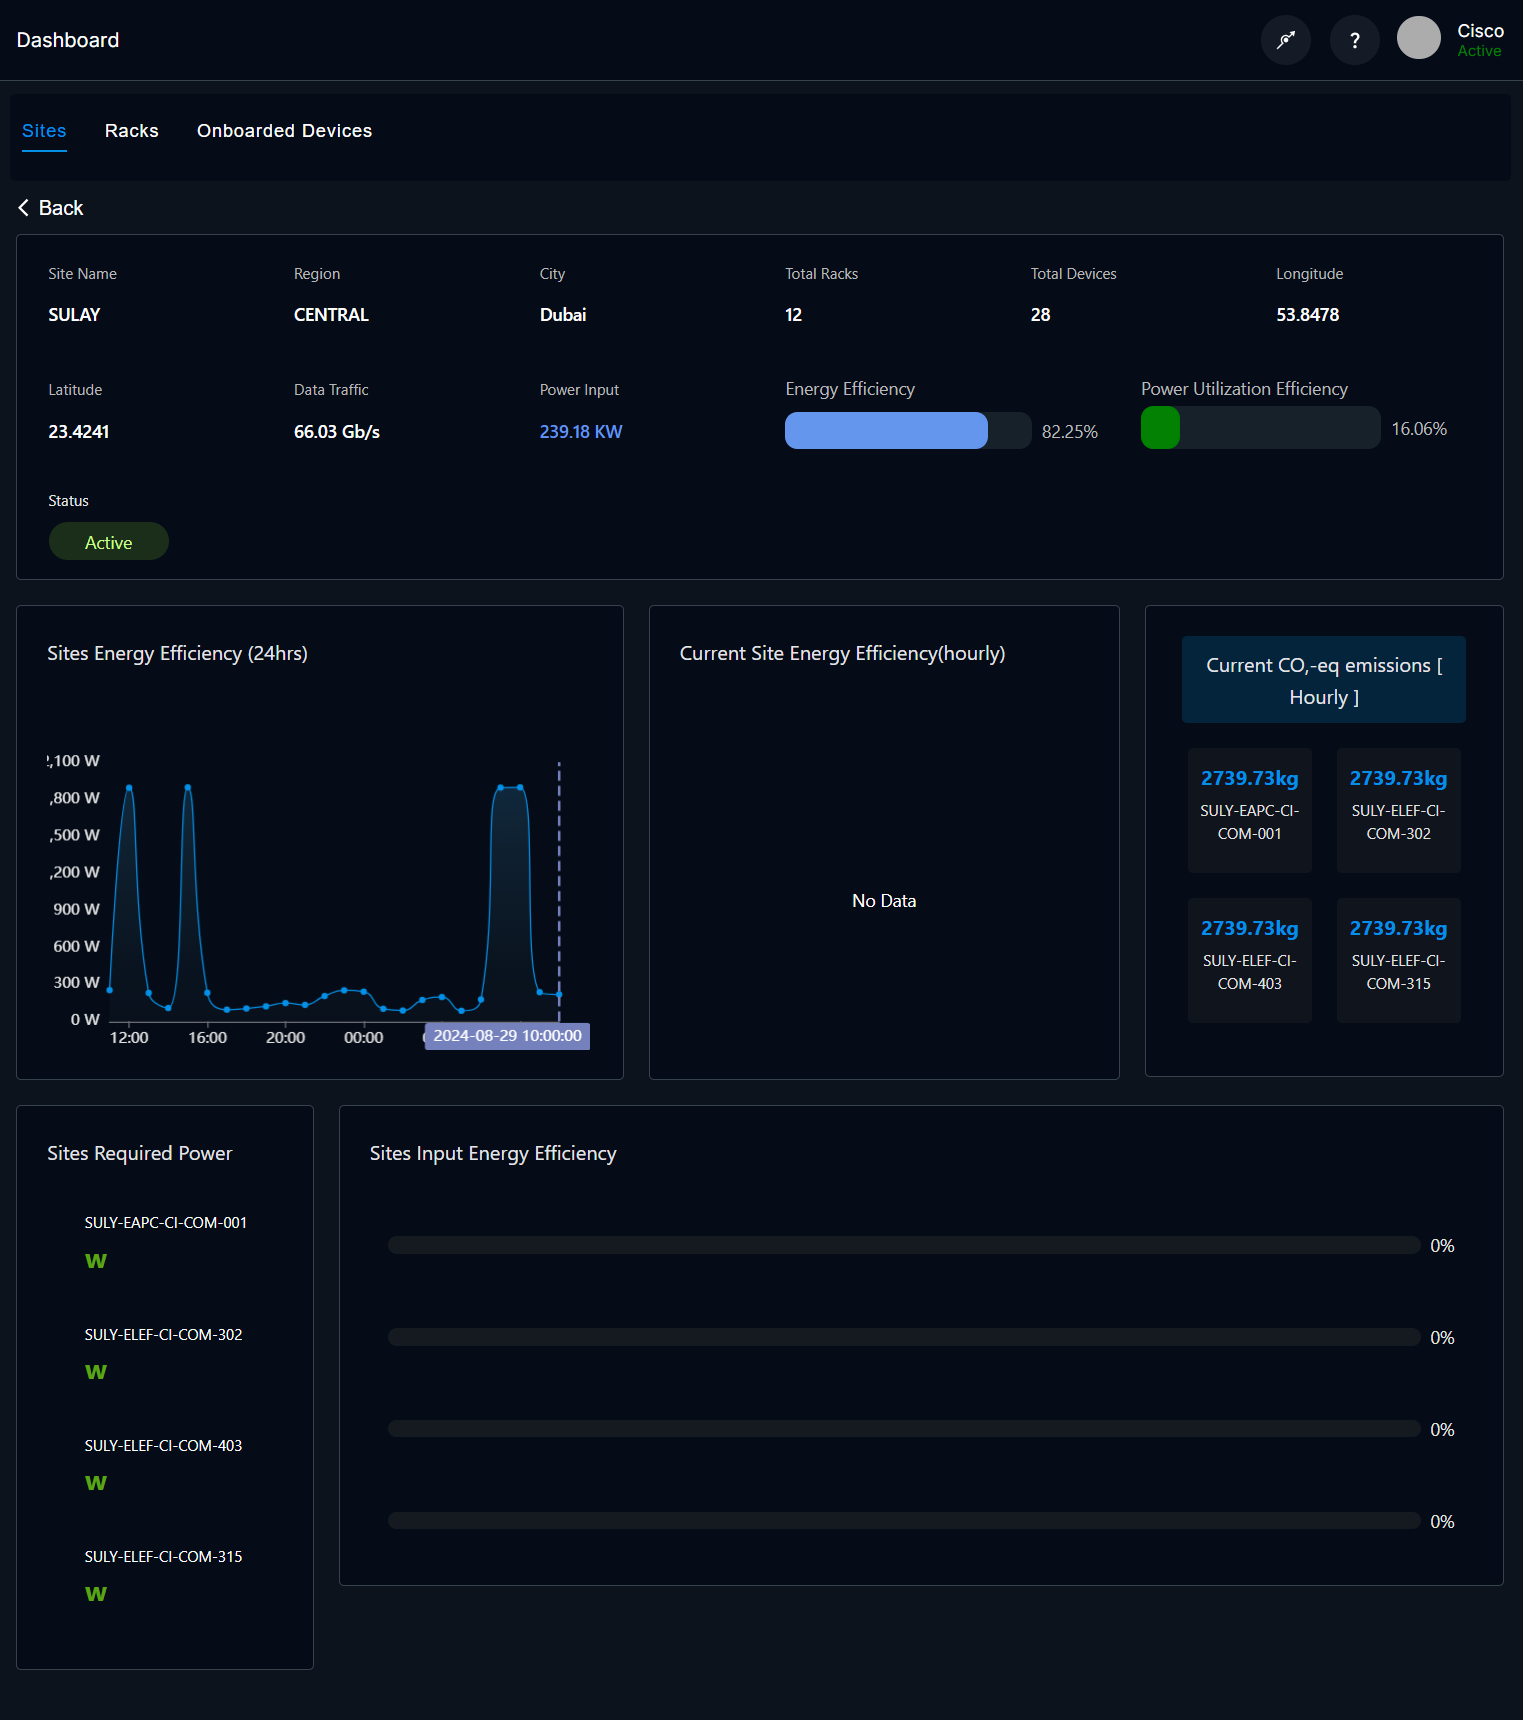 Dashboard
?
Cisco
Active
Sites
Racks
Onboarded Devices
Back
Site Name
Region
City
Total Racks
Total Devices
Longitude
SULAY
CENTRAL
Dubai
12
28
53.8478
Latitude
Data Traffic
Power Input
Energy Efficiency
Power Utilization Efficiency
23.4241
66.03 Gb/s
239.18 KW
82.25%
16.06%
Status
Active
Sites Energy Efficiency (24hrs)
,100 W
,800 W
,500 W
,200 W
900 W
600 W
300 W
0 W
12:00
16:00
20:00
00:00
2024-08-29 10:00:00
Current Site Energy Efficiency(hourly)
No Data
Current CO,-eq emissions [
Hourly ]
2739.73kg
SULY-EAPC-CI-
COM-001
2739.73kg
SULY-ELEF-CI-
COM-302
2739.73kg
SULY-ELEF-CI-
COM-403
2739.73kg
SULY-ELEF-CI-
COM-315
Sites Required Power
SULY-EAPC-CI-COM-001
W
SULY-ELEF-CI-COM-302
W
SULY-ELEF-CI-COM-403
W
SULY-ELEF-CI-COM-315
W
Sites Input Energy Efficiency
0%
0%
0%
0%